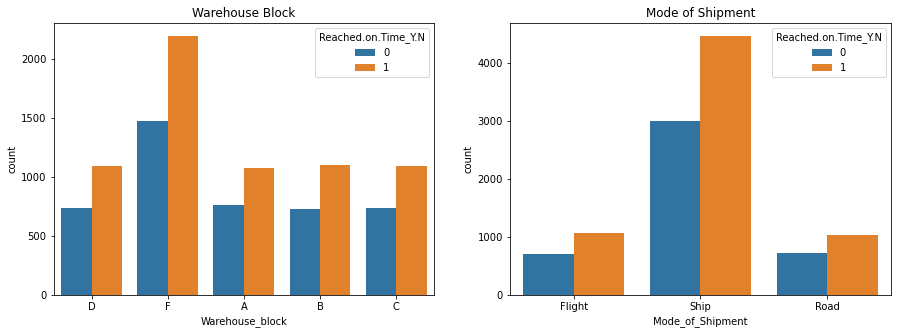 Warehouse Block
Reached.on.Time_Y.N
0
1
2000
1500
1000
500
0
count
D F A B C
Warehouse_block
Mode of Shipment
Reached.on.Time_Y.N
0
1
4000
3000
2000
1000
0
count
Flight Ship Road
Mode_of_Shipment